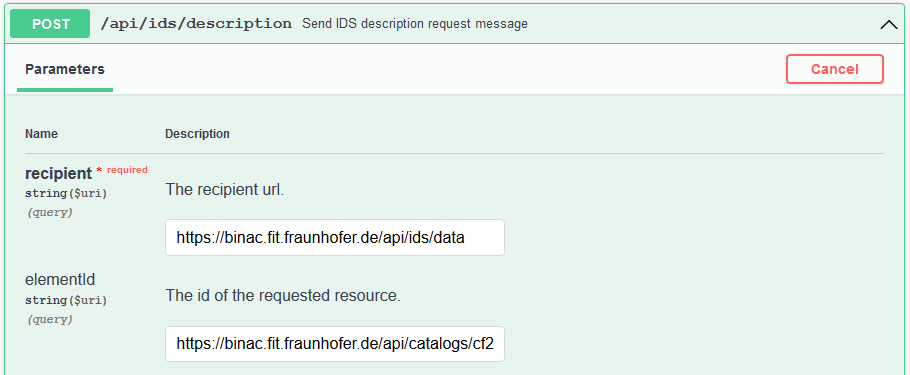 POST /api/ids/description Send IDS description request message
Parameters
Cancel
Name Description
recipient * required
string($uri)
(query)
The recipient url.
https://binac.fit.fraunhofer.de/api/ids/data
elementId
string($uri)
(query)
The id of the requested resource.
https://binac.fit.fraunhofer.de/api/catalogs/cf2